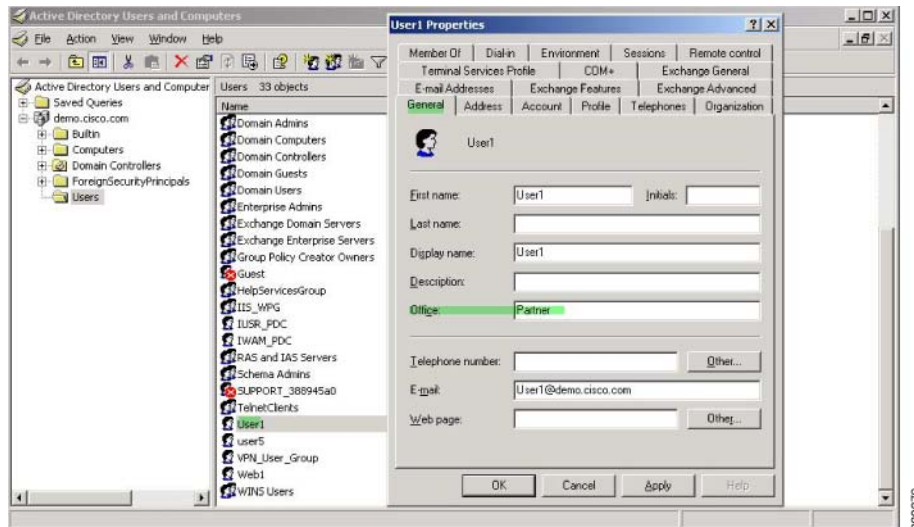 Active Directory Users and Computers
File Action View Window Help
Active Directory Users and Computer
Saved Queries
demo.cisco.com
Builtin
Computers
Domain Controllers
ForeignSecurityPrincipals
Users
Users 33 objects
Name
Domain Admins
Domain Computers
Domain Controllers
Domain Guests
Domain Users
Enterprise Admins
Exchange Domain Servers
Exchange Enterprise Servers
Group Policy Creator Owners
Guest
HelpServicesGroup
IIS_WPG
IUSR_PDC
IWAM_PDC
RAS and IAS Servers
Schema Admins
SUPPORT_388945a0
TelnetClients
User1
user5
VPN_User_Group
Web1
WINS Users
User1 Properties
Member Of Dial-in Environment Sessions Remote control
Terminal Services Profile COM+ Exchange General
E-mail Addresses Exchange Features Exchange Advanced
General Address Account Profile Telephones Organization
User1
First name: User1 Initials:
Last name:
Display name: User1
Description:
Office: Partner
Telephone number: Other...
E-mail: User1@demo.cisco.com
Web page: Other...
OK Cancel Apply Help